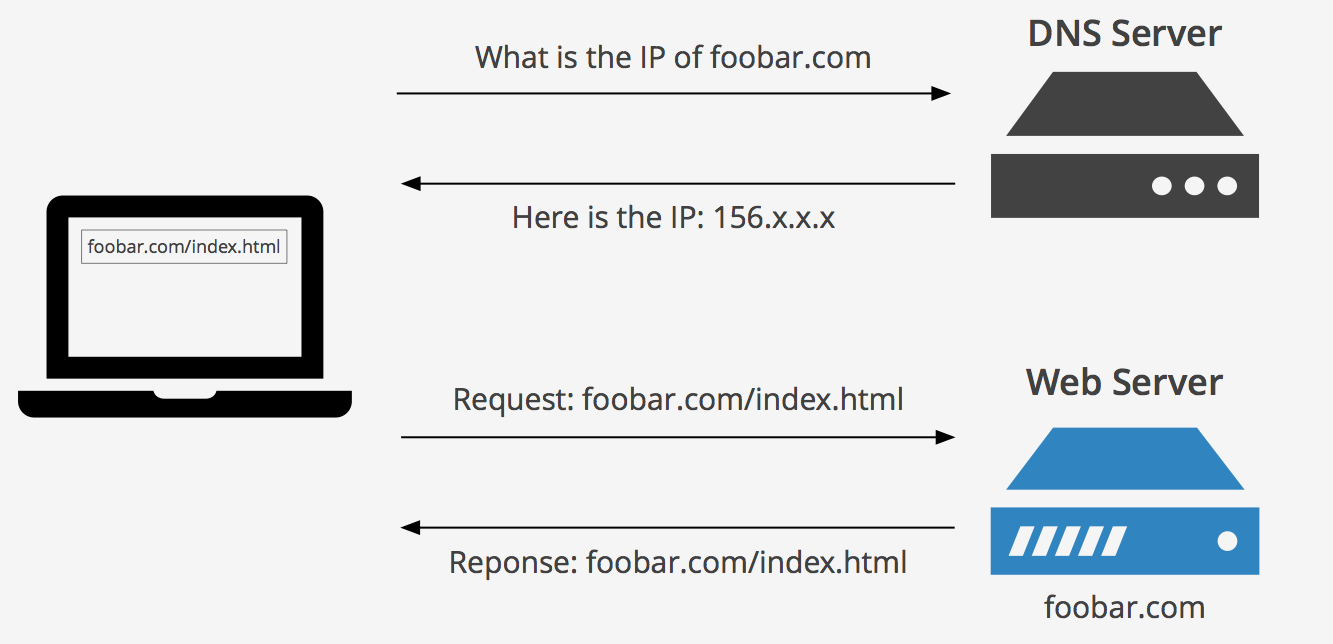 DNS Server
What is the IP of foobar.com
Here is the IP: 156.x.x.x
foobar.com/index.html
Web Server
Request: foobar.com/index.html
Reponse: foobar.com/index.html
foobar.com